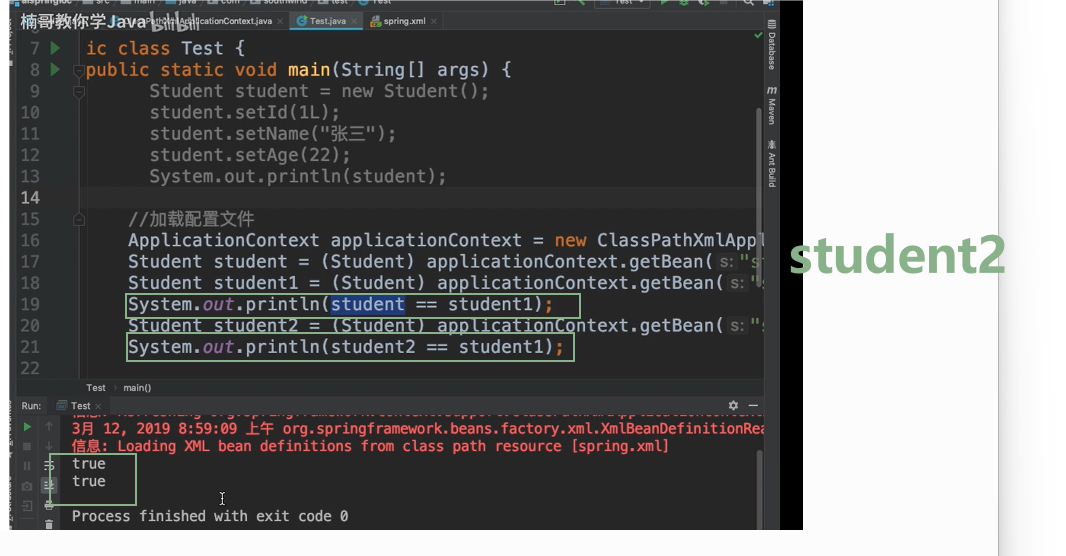 楠哥教你学Java bilibili
ApplicationContext.java × Test.java × spring.xml ×
7 ic class Test {
8 public static void main(String[] args) {
9 Student student = new Student();
10 student.setId(1L);
11 student.setName("张三");
12 student.setAge(22);
13 System.out.println(student);
14
15 //加载配置文件
16 ApplicationContext applicationContext = new ClassPathXmlAppl
17 Student student = (Student) applicationContext.getBean( s: "s
18 Student student1 = (Student) applicationContext.getBean( s: "s
19 System.out.println(student == student1);
20 Student student2 = (Student) applicationContext.getBean( s: "s
21 System.out.println(student2 == student1);
22
Database
Maven
Ant Build
student2
Test › main()
Run: Test ×
3月 12, 2019 8:59:09 上午 org.springframework.beans.factory.xml.XmlBeanDefinitionRea
信息: Loading XML bean definitions from class path resource [spring.xml]
true
true
Process finished with exit code 0